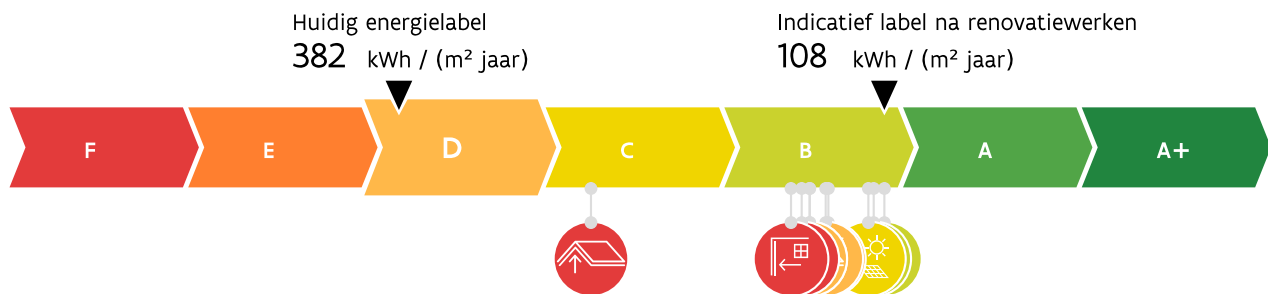 Huidig energielabel
382 kWh / (m² jaar)
Indicatief label na renovatiewerken
108 kWh / (m² jaar)
F E D C B A A+